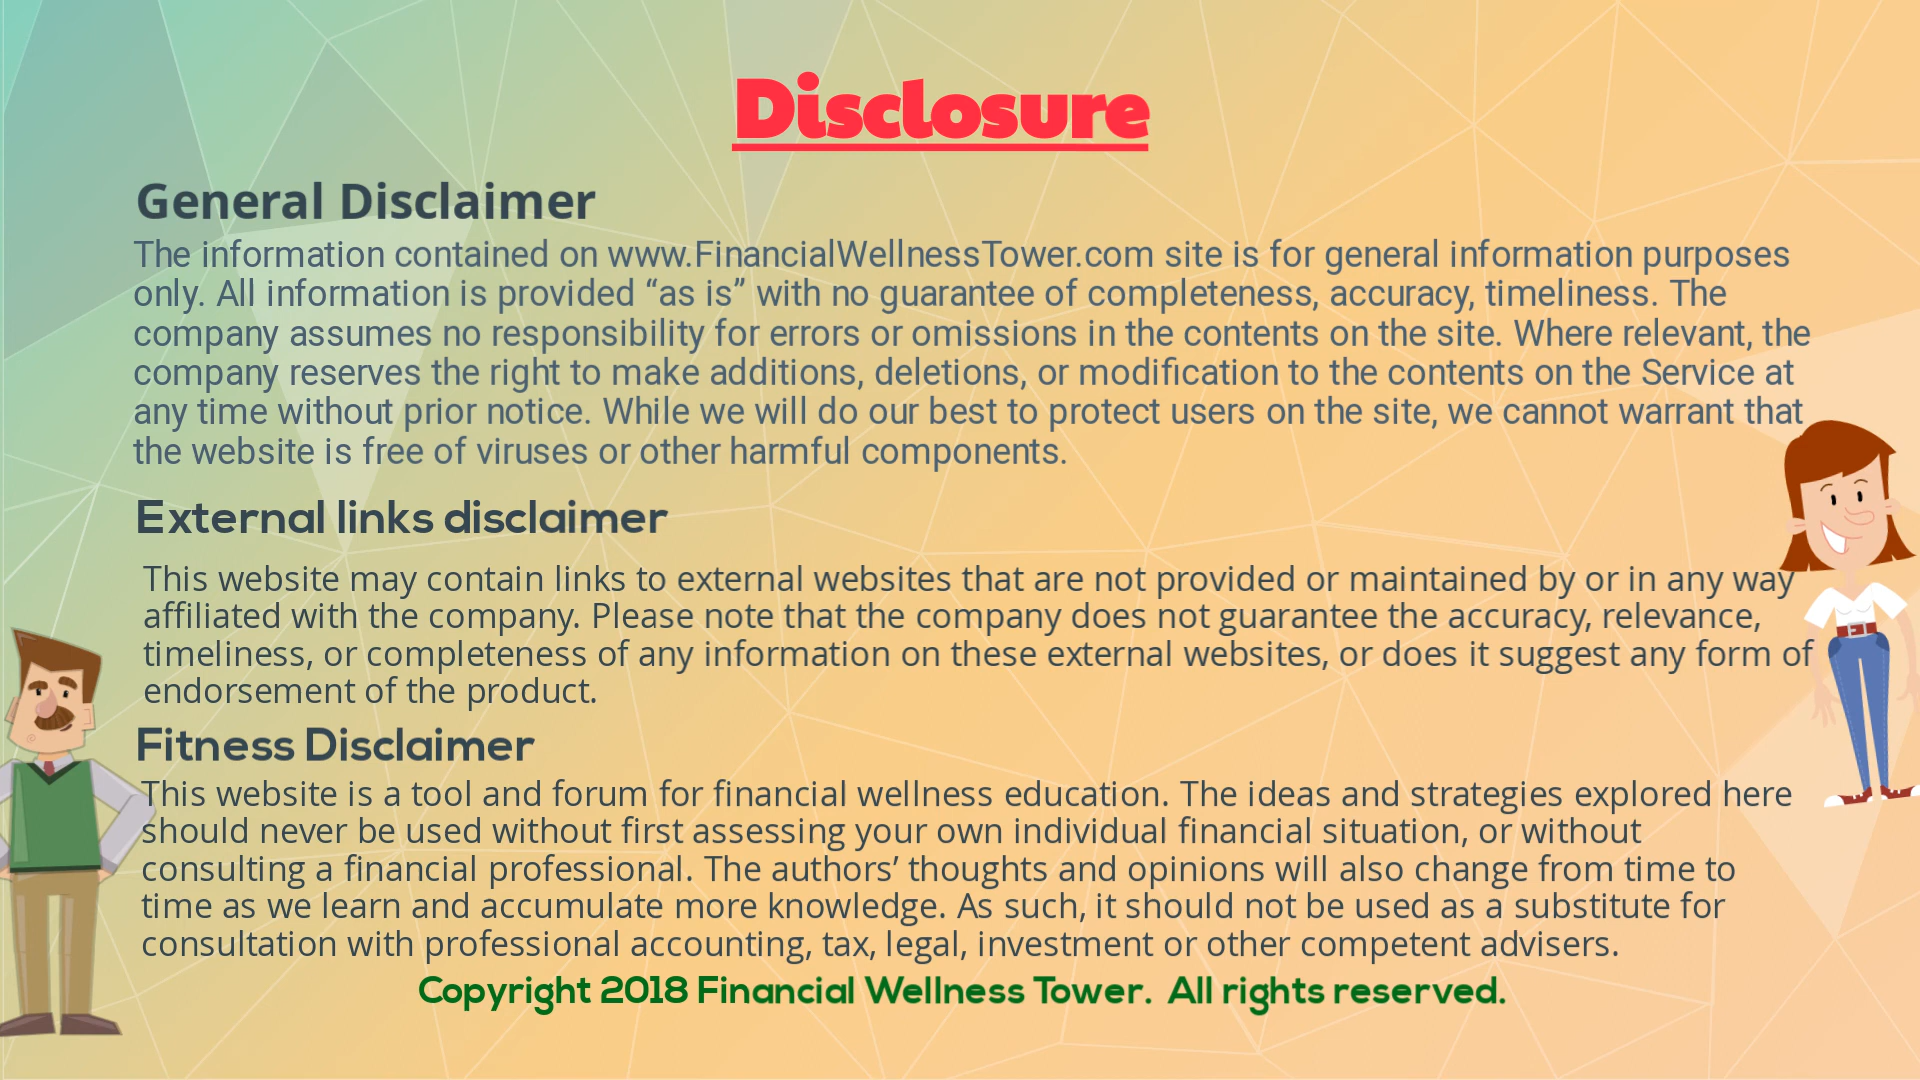 Disclosure
General Disclaimer
The information contained on www.FinancialWellnessTower.com site is for general information purposes
only. All information is provided “as is” with no guarantee of completeness, accuracy, timeliness. The
company assumes no responsibility for errors or omissions in the contents on the site. Where relevant, the
company reserves the right to make additions, deletions, or modification to the contents on the Service at
any time without prior notice. While we will do our best to protect users on the site, we cannot warrant that
the website is free of viruses or other harmful components.
External links disclaimer
This website may contain links to external websites that are not provided or maintained by or in any way
affiliated with the company. Please note that the company does not guarantee the accuracy, relevance,
timeliness, or completeness of any information on these external websites, or does it suggest any form of
endorsement of the product.
Fitness Disclaimer
This website is a tool and forum for financial wellness education. The ideas and strategies explored here
should never be used without first assessing your own individual financial situation, or without
consulting a financial professional. The authors’ thoughts and opinions will also change from time to
time as we learn and accumulate more knowledge. As such, it should not be used as a substitute for
consultation with professional accounting, tax, legal, investment or other competent advisers.
Copyright 2018 Financial Wellness Tower. All rights reserved.